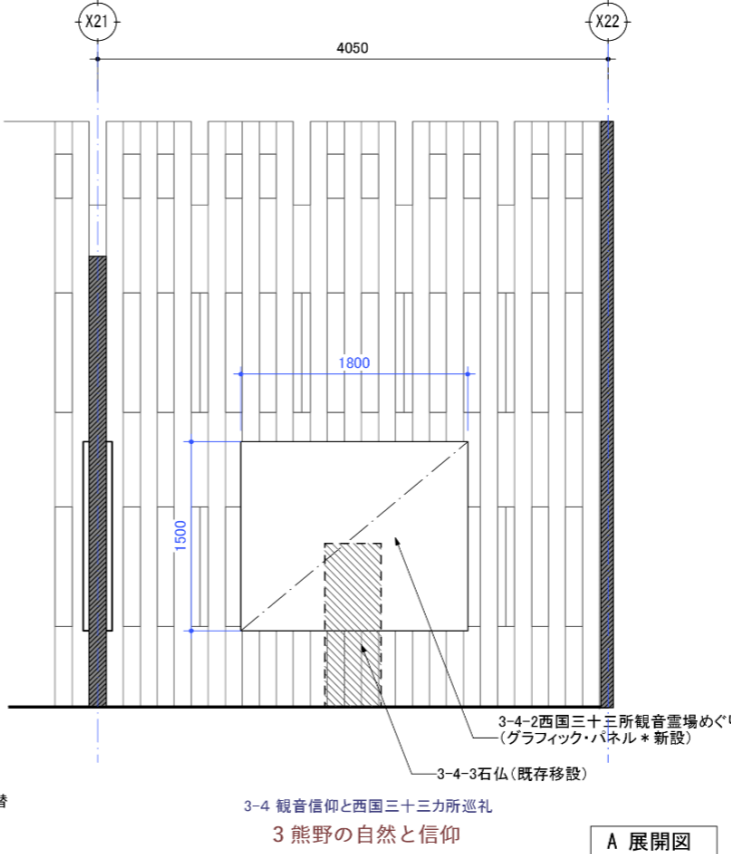 X21
X22
4050
1800
1500
3-4-2西国三十三所観音霊場めぐり
(グラフィック・パネル*新設)
3-4-3石仏(既存移設)
替
3-4 観音信仰と西国三十三カ所巡礼
3 熊野の自然と信仰
A 展開図